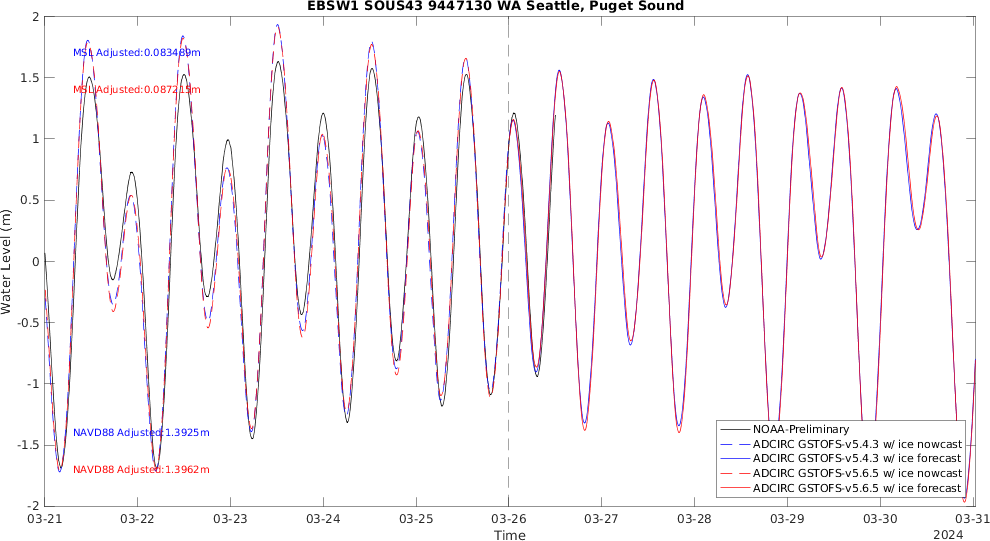 EBSW1 SOUS43 9447130 WA Seattle, Puget Sound
2
1.5
1
0.5
0
-0.5
-1
-1.5
-2
Water Level (m)
MSL Adjusted:0.083489m
MSL Adjusted:0.087215m
NAVD88 Adjusted:1.3925m
NAVD88 Adjusted:1.3962m
NOAA-Preliminary
ADCIRC GSTOFS-v5.4.3 w/ ice nowcast
ADCIRC GSTOFS-v5.4.3 w/ ice forecast
ADCIRC GSTOFS-v5.6.5 w/ ice nowcast
ADCIRC GSTOFS-v5.6.5 w/ ice forecast
03-21 03-22 03-23 03-24 03-25 03-26 03-27 03-28 03-29 03-30 03-31
Time
2024